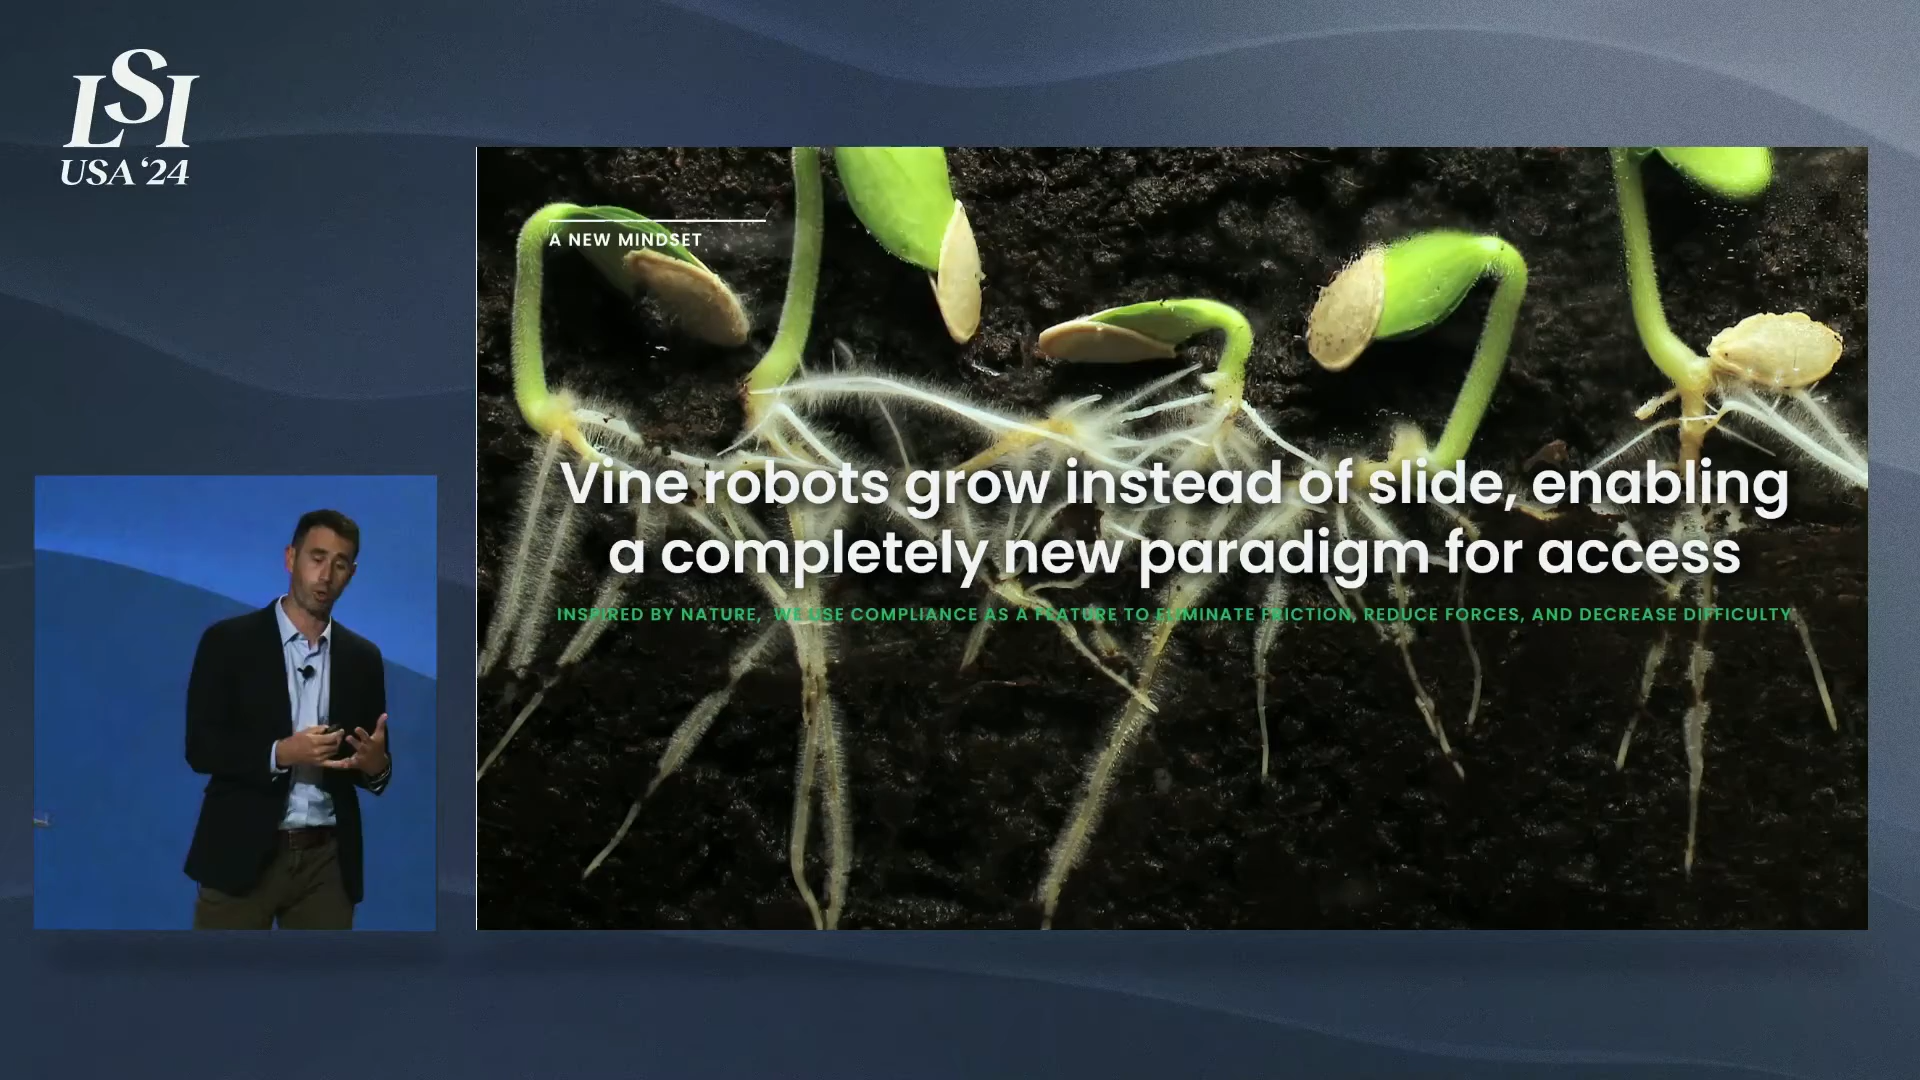 LSI
USA '24
A NEW MINDSET
Vine robots grow instead of slide, enabling
a completely new paradigm for access
INSPIRED BY NATURE, WE USE COMPLIANCE AS A FEATURE TO ELIMINATE FRICTION, REDUCE FORCES, AND DECREASE DIFFICULTY